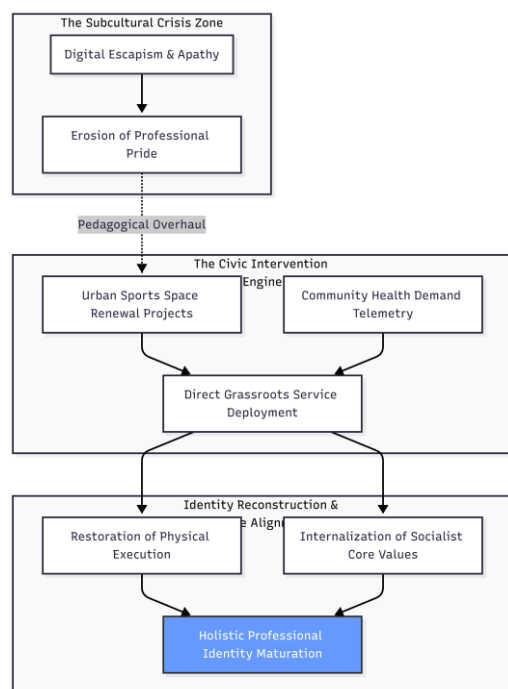 The Subcultural Crisis Zone
Digital Escapism & Apathy
Erosion of Professional
Pride
Pedagogical Overhaul
The Civic Intervention
Engine
Urban Sports Space
Renewal Projects
Community Health Demand
Telemetry
Direct Grassroots Service
Deployment
Identity Reconstruction &
Restoration of Physical
Execution
Internalization of Socialist
Core Values
Holistic Professional
Identity Maturation